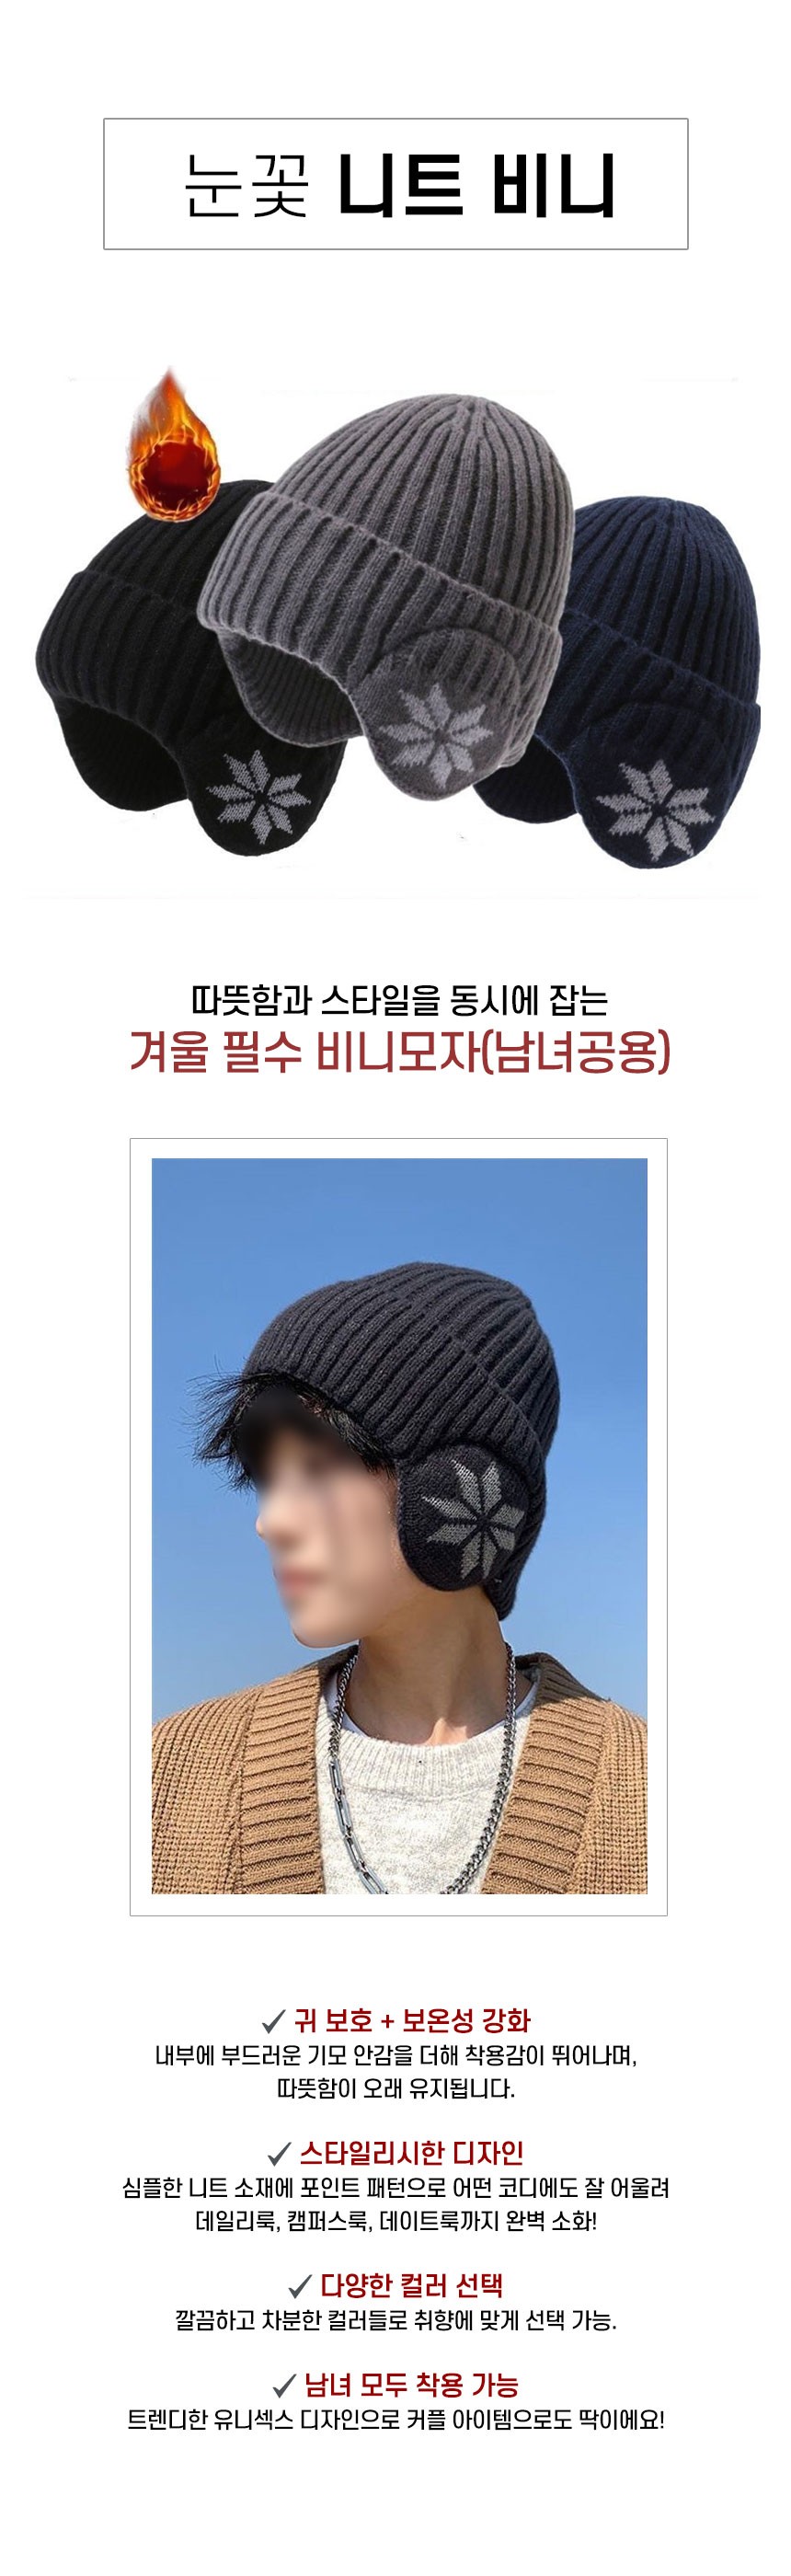 눈꽃 니트 비니
따뜻함과 스타일을 동시에 잡는
겨울 필수 비니모자(남녀공용)
✓ 귀 보호 + 보온성 강화
내부에 부드러운 기모 안감을 더해 착용감이 뛰어나며,
따뜻함이 오래 유지됩니다.
✓ 스타일리시한 디자인
심플한 니트 소재에 포인트 패턴으로 어떤 코디에도 잘 어울려
데일리룩, 캠퍼스룩, 데이트룩까지 완벽 소화!
✓ 다양한 컬러 선택
깔끔하고 차분한 컬러들로 취향에 맞게 선택 가능.
✓ 남녀 모두 착용 가능
트렌디한 유니섹스 디자인으로 커플 아이템으로도 딱이에요!